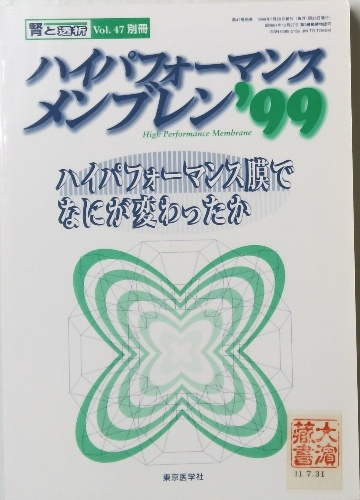 腎と透析 Vol. 47 別冊
ハイパフォーマンス
メンブレン'99
High Performance Membrane
ハイパフォーマンス膜で
なにが変わったか
東京医学社
大濱
藏書
11.7.31